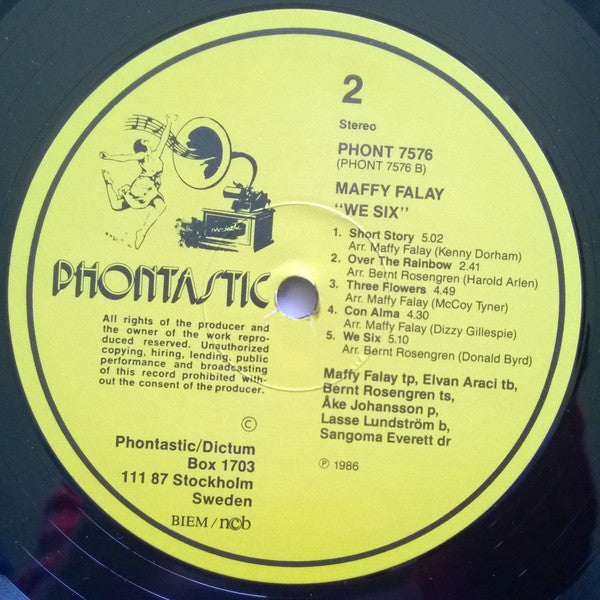 2
Stereo
PHONT 7576
(PHONT 7576 B)
MAFFY FALAY
"WE SIX"
1. Short Story 5.02
Arr. Maffy Falay (Kenny Dorham)
2. Over The Rainbow 2.41
Arr. Bernt Rosengren (Harold Arlen)
3. Three Flowers 4.49
Arr. Maffy Falay (McCoy Tyner)
4. Con Alma 4.30
Arr. Maffy Falay (Dizzy Gillespie)
5. We Six 5.10
Arr. Bernt Rosengren (Donald Byrd)
Maffy Falay tp, Elvan Araci tb,
Bernt Rosengren ts,
Åke Johansson p,
Lasse Lundström b,
Sangoma Everett dr
℗ 1986
PHONTASTIC
All rights of the producer and
the owner of the work repro-
duced reserved. Unauthorized
copying, hiring, lending, public
performance and broadcasting
of this record prohibited with-
out the consent of the producer.
©
Phontastic/Dictum
Box 1703
111 87 Stockholm
Sweden
BIEM/ncb